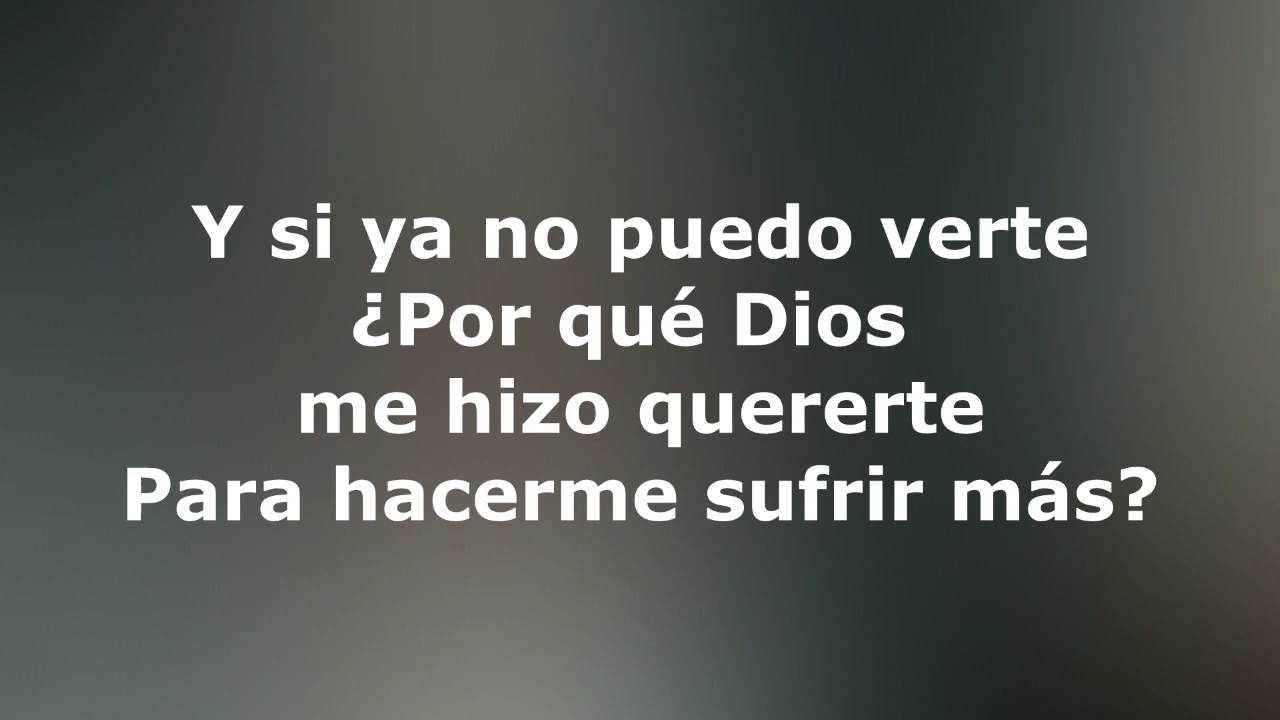 Y si ya no puedo verte
¿Por qué Dios
me hizo quererte
Para hacerme sufrir más?